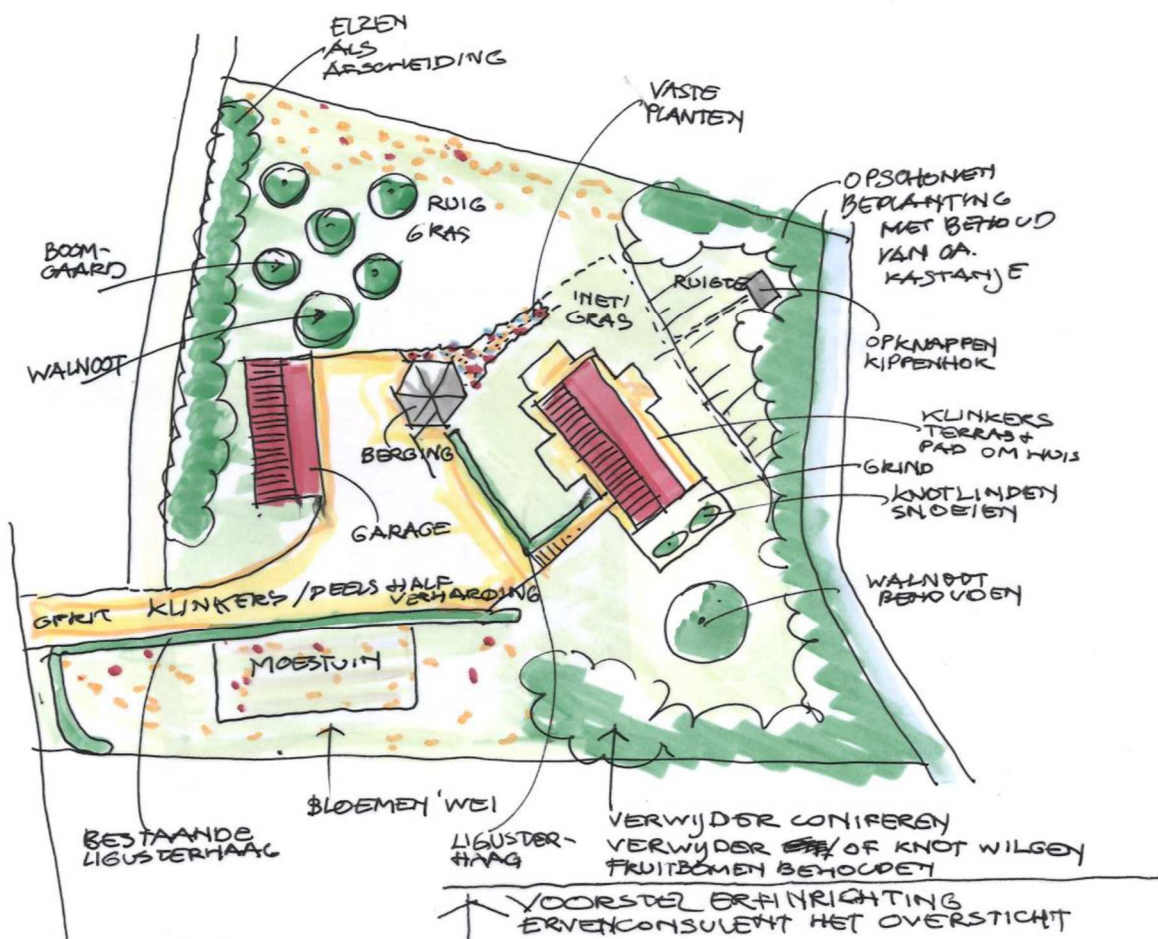 ELZEN
ALS
AFSCHEIDING
VASTE
PLANTEN
OPSCHONEN
BEPLANTING
MET BEHOUD
VAN OA.
KASTANJE
RUIG
GRAS
BOOM-
GAARD
'NET'/
GRAS
RUIGTE
WALNOOT
OPKNAPPEN
KIPPENHOK
KLINKERS
TERRAS +
PAD OM HUIS
BERGING
GRIND
KNOTLINDEN
SNOEIEN
GARAGE
WALNOOT
BEHOUDEN
KLINKERS / DEELS HALF
VERHARDING
MOESTUIN
BLOEMEN 'WEI
BESTAANDE
LIGUSTERHAAG
LIGUSTER-
HAAG
VERWIJDER CONIFEREN
VERWIJDER OF KNOT WILGEN
FRUITBOMEN BEHOUDEN
VOORSTEL ERFINRICHTING
ERVENCONSULENT HET OVERSTICHT